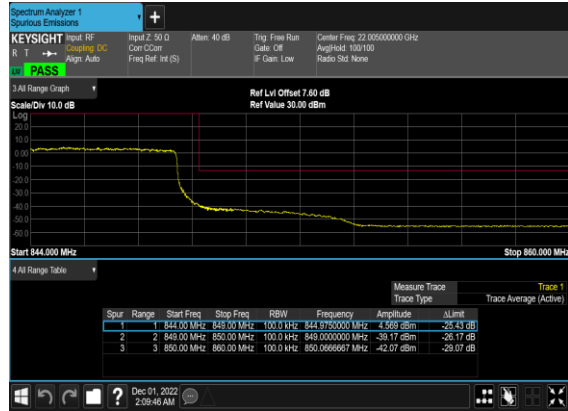 Spectrum Analyzer 1
Spurious Emissions
KEYSIGHT Input: RF Input Z: 50 Ω Atten: 40 dB Trig: Free Run Center Freq: 22.005000000 GHz
R T Coupling: DC Corr CCorr Gate: Off Avg|Hold: 100/100
Align: Auto Freq Ref: Int (S) IF Gain: Low Radio Std: None
PASS
3 All Range Graph
Ref Lvl Offset 7.60 dB
Scale/Div 10.0 dB Ref Value 30.00 dBm
Log
20.0
10.0
0.00
-10.0
-20.0
-30.0
-40.0
-50.0
-60.0
Start 844.000 MHz Stop 860.000 MHz
4 All Range Table
Measure Trace Trace 1
Trace Type Trace Average (Active)
Spur Range Start Freq Stop Freq RBW Frequency Amplitude ΔLimit
1 1 844.00 MHz 849.00 MHz 100.0 kHz 844.9750000 MHz 4.569 dBm -25.43 dB
2 2 849.00 MHz 850.00 MHz 100.0 kHz 849.0000000 MHz -39.17 dBm -26.17 dB
3 3 850.00 MHz 860.00 MHz 100.0 kHz 850.0666667 MHz -42.07 dBm -29.07 dB
? Dec 01, 2022
2:09:46 AM